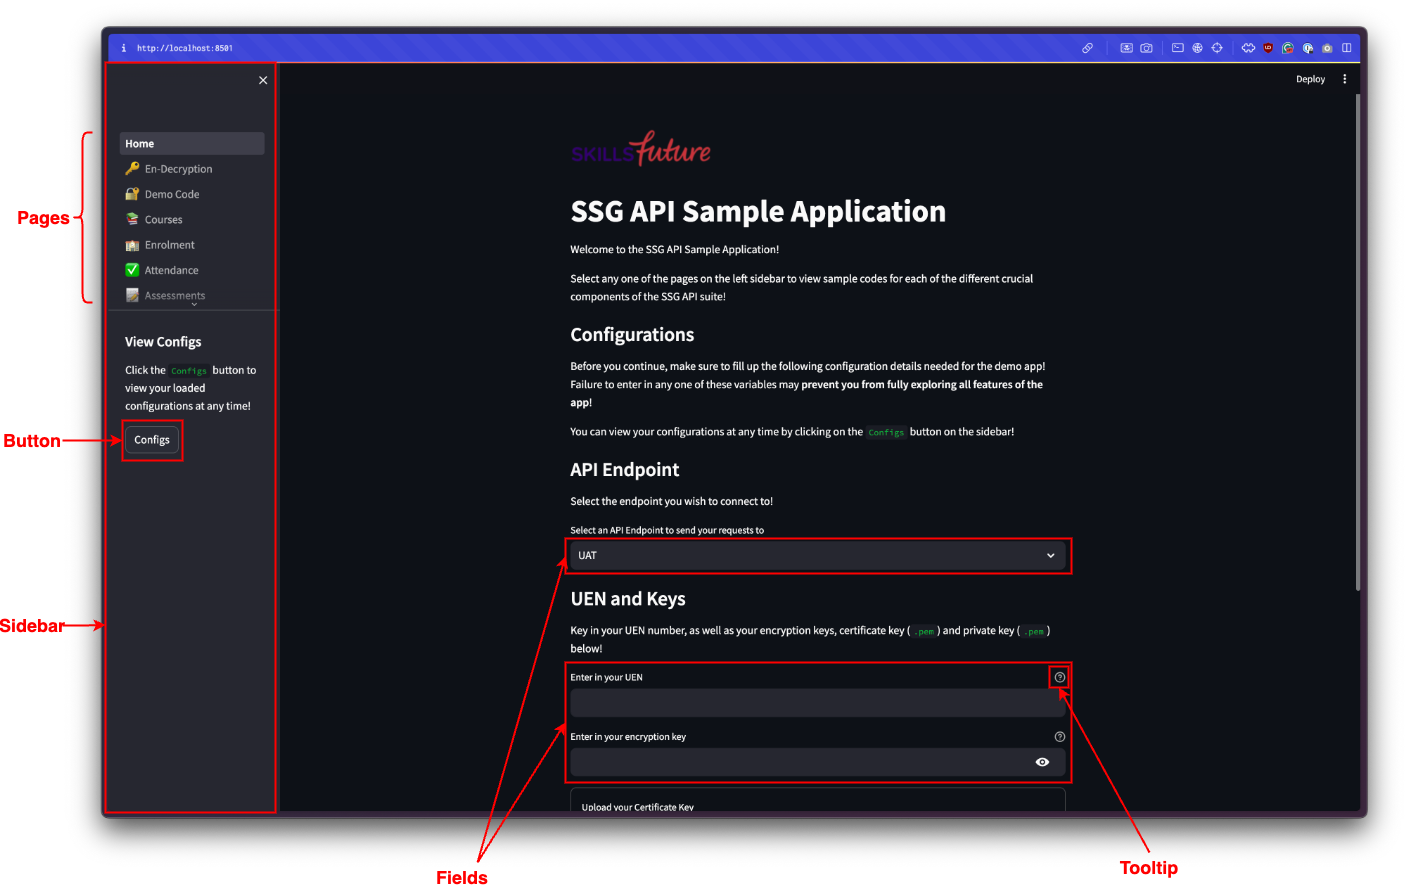 http://localhost:8501
Deploy
Home
En-Decryption
Demo Code
Courses
Enrolment
Attendance
Assessments
View Configs
Click the Configs button to
view your loaded
configurations at any time!
Configs
Pages
Button
Sidebar
SKILLSfuture
SSG API Sample Application
Welcome to the SSG API Sample Application!
Select any one of the pages on the left sidebar to view sample codes for each of the different crucial
components of the SSG API suite!
Configurations
Before you continue, make sure to fill up the following configuration details needed for the demo app!
Failure to enter in any one of these variables may prevent you from fully exploring all features of the
app!
You can view your configurations at any time by clicking on the Configs button on the sidebar!
API Endpoint
Select the endpoint you wish to connect to!
Select an API Endpoint to send your requests to
UAT
UEN and Keys
Key in your UEN number, as well as your encryption keys, certificate key (.pem) and private key (.pem)
below!
Enter in your UEN
Enter in your encryption key
Upload your Certificate Key
Fields
Tooltip